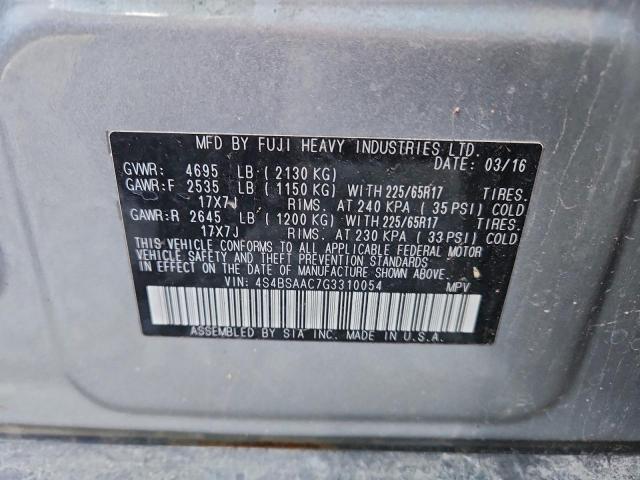 MFD BY FUJI HEAVY INDUSTRIES LTD.
DATE: 03/16
GVWR: 4695 LB ( 2130 KG)
GAWR:F 2535 LB ( 1150 KG) WITH 225/65R17 TIRES.
17X7J RIMS. AT 240 KPA ( 35 PSI) COLD
GAWR:R 2645 LB ( 1200 KG) WITH 225/65R17 TIRES.
17X7J RIMS. AT 230 KPA ( 33 PSI) COLD
THIS VEHICLE CONFORMS TO ALL APPLICABLE FEDERAL MOTOR
VEHICLE SAFETY AND THEFT PREVENTION STANDARDS IN EFFECT
ON THE DATE OF MANUFACTURE SHOWN ABOVE.
VIN: 4S4BSAAC7G3310054 MPV
ASSEMBLED BY SIA INC. MADE IN U.S.A.